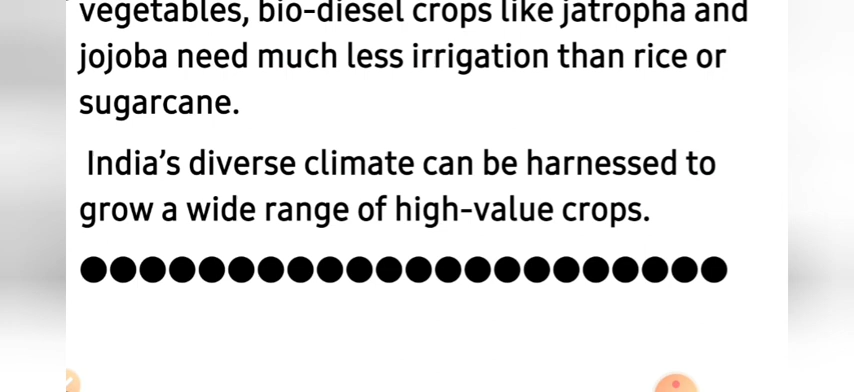 vegetables, bio-diesel crops like jatropha and
jojoba need much less irrigation than rice or
sugarcane.
India's diverse climate can be harnessed to
grow a wide range of high-value crops.